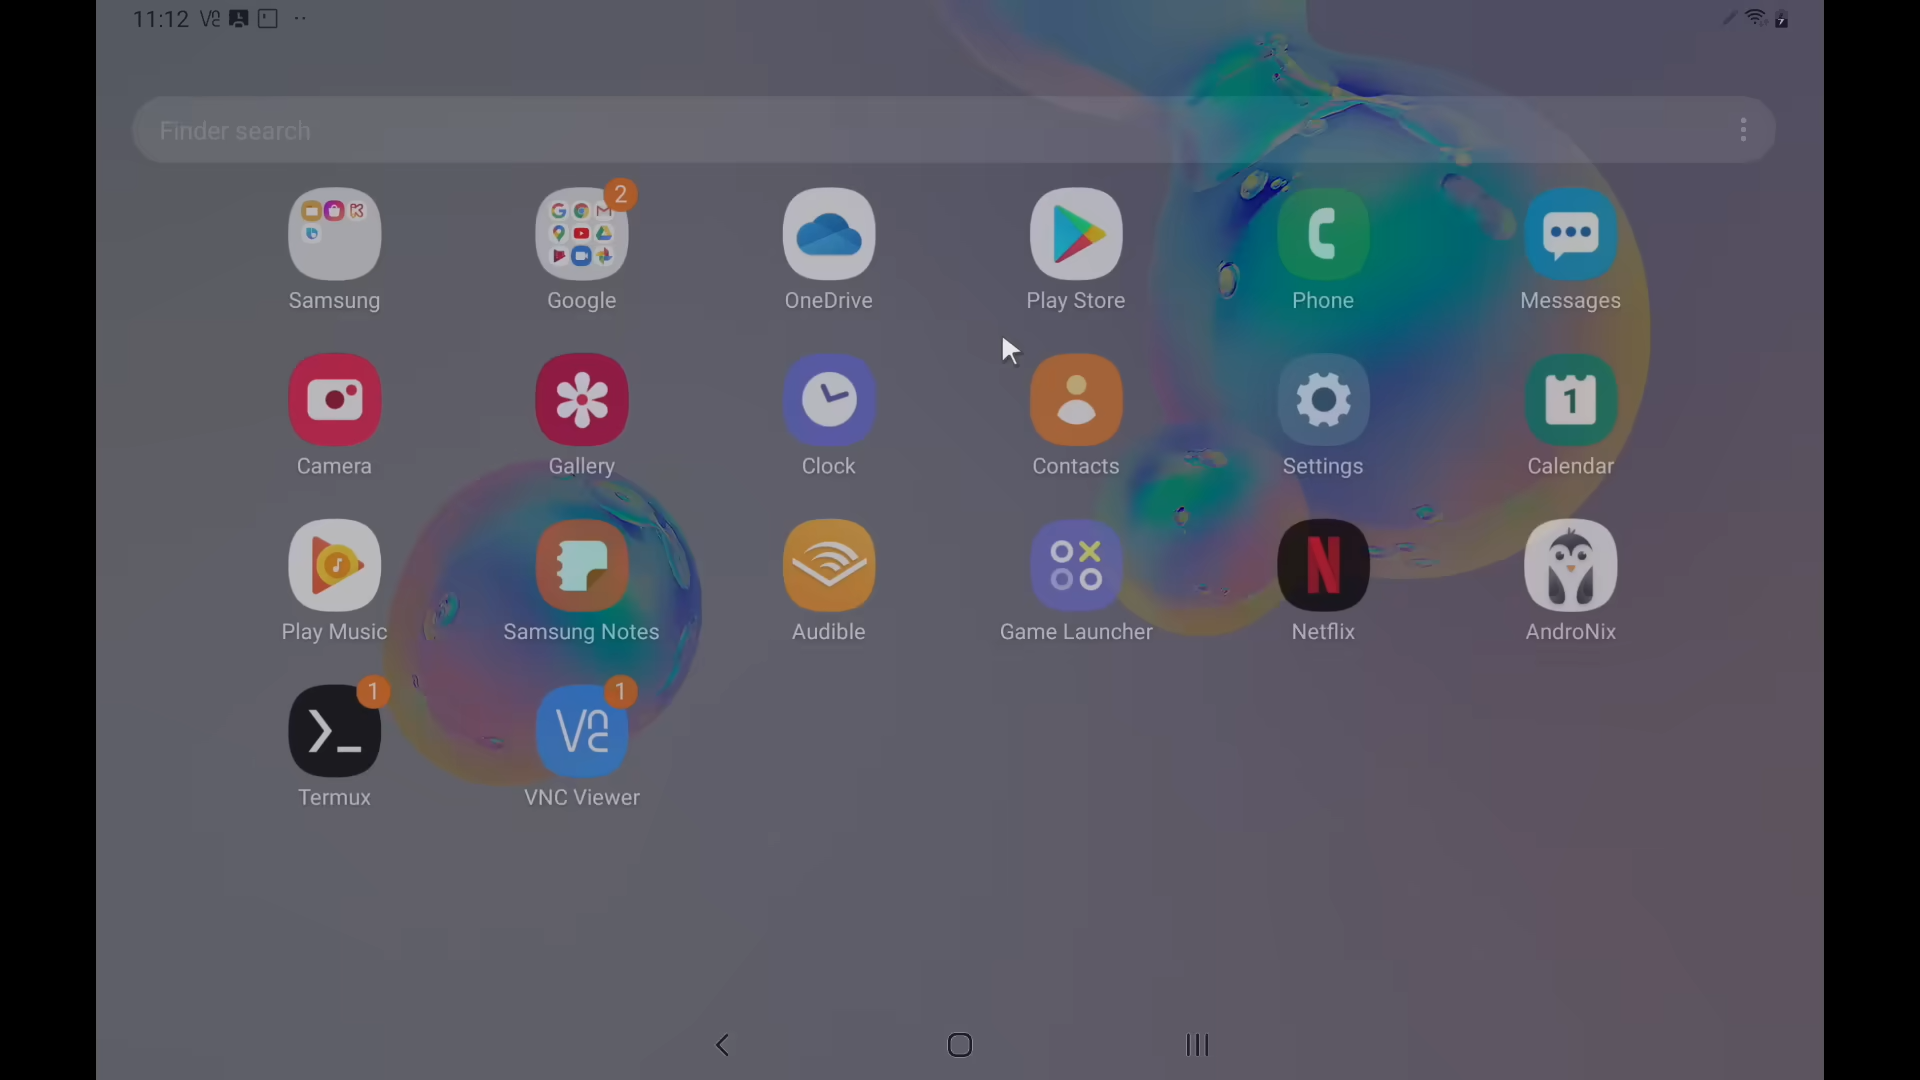 11:12
Finder search
2
Samsung Google OneDrive Play Store Phone Messages
1
Camera Gallery Clock Contacts Settings Calendar
N
Play Music Samsung Notes Audible Game Launcher Netflix AndroNix
1 1
Termux VNC Viewer